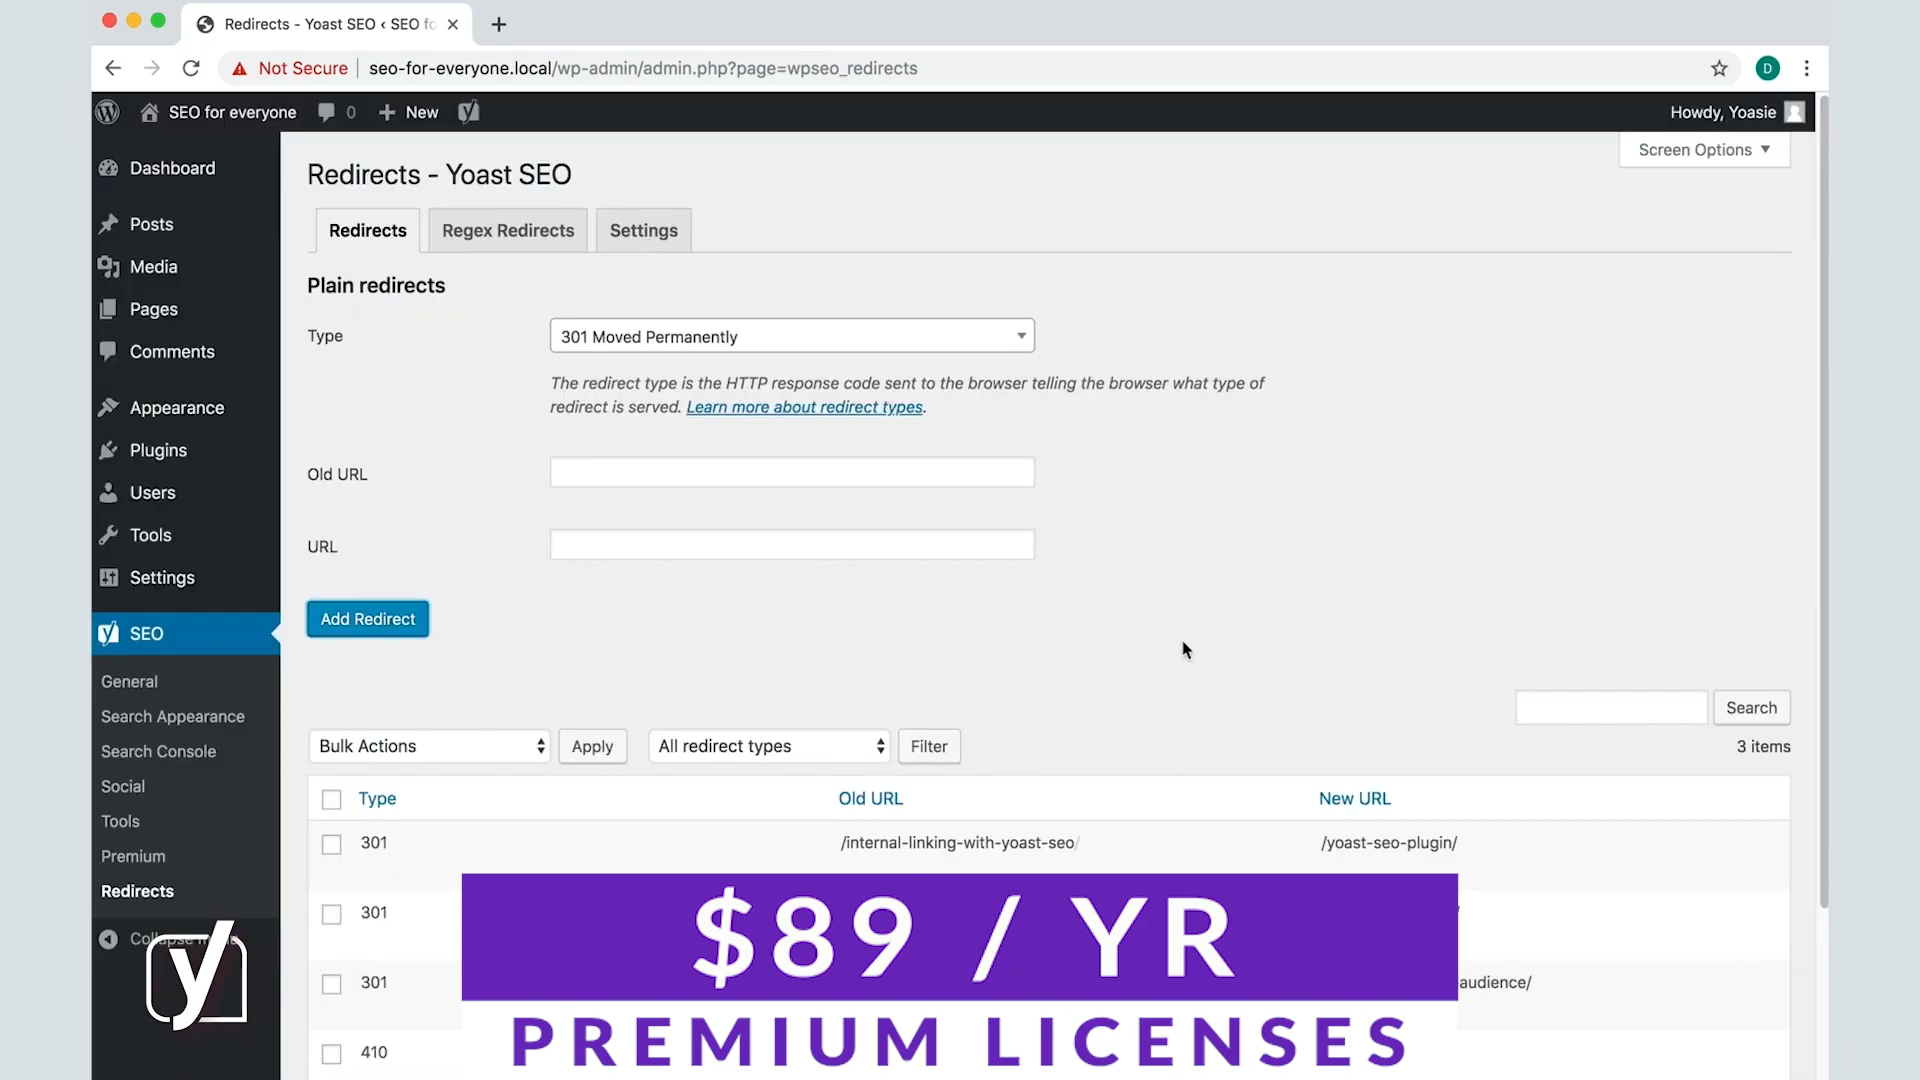 Redirects - Yoast SEO ‹ SEO fo
Not Secure
seo-for-everyone.local/wp-admin/admin.php?page=wpseo_redirects
D
SEO for everyone
0
New
Howdy, Yoasie
Screen Options
Dashboard
Posts
Media
Pages
Comments
Appearance
Plugins
Users
Tools
Settings
SEO
General
Search Appearance
Search Console
Social
Tools
Premium
Redirects
Collapse menu
Redirects - Yoast SEO
Redirects
Regex Redirects
Settings
Plain redirects
Type
301 Moved Permanently
The redirect type is the HTTP response code sent to the browser telling the browser what type of
redirect is served. Learn more about redirect types.
Old URL
URL
Add Redirect
Search
Bulk Actions
Apply
All redirect types
Filter
3 items
Type
Old URL
New URL
301
/internal-linking-with-yoast-seo/
/yoast-seo-plugin/
301
/
301
audience/
410
$89 / YR
PREMIUM LICENSES
y